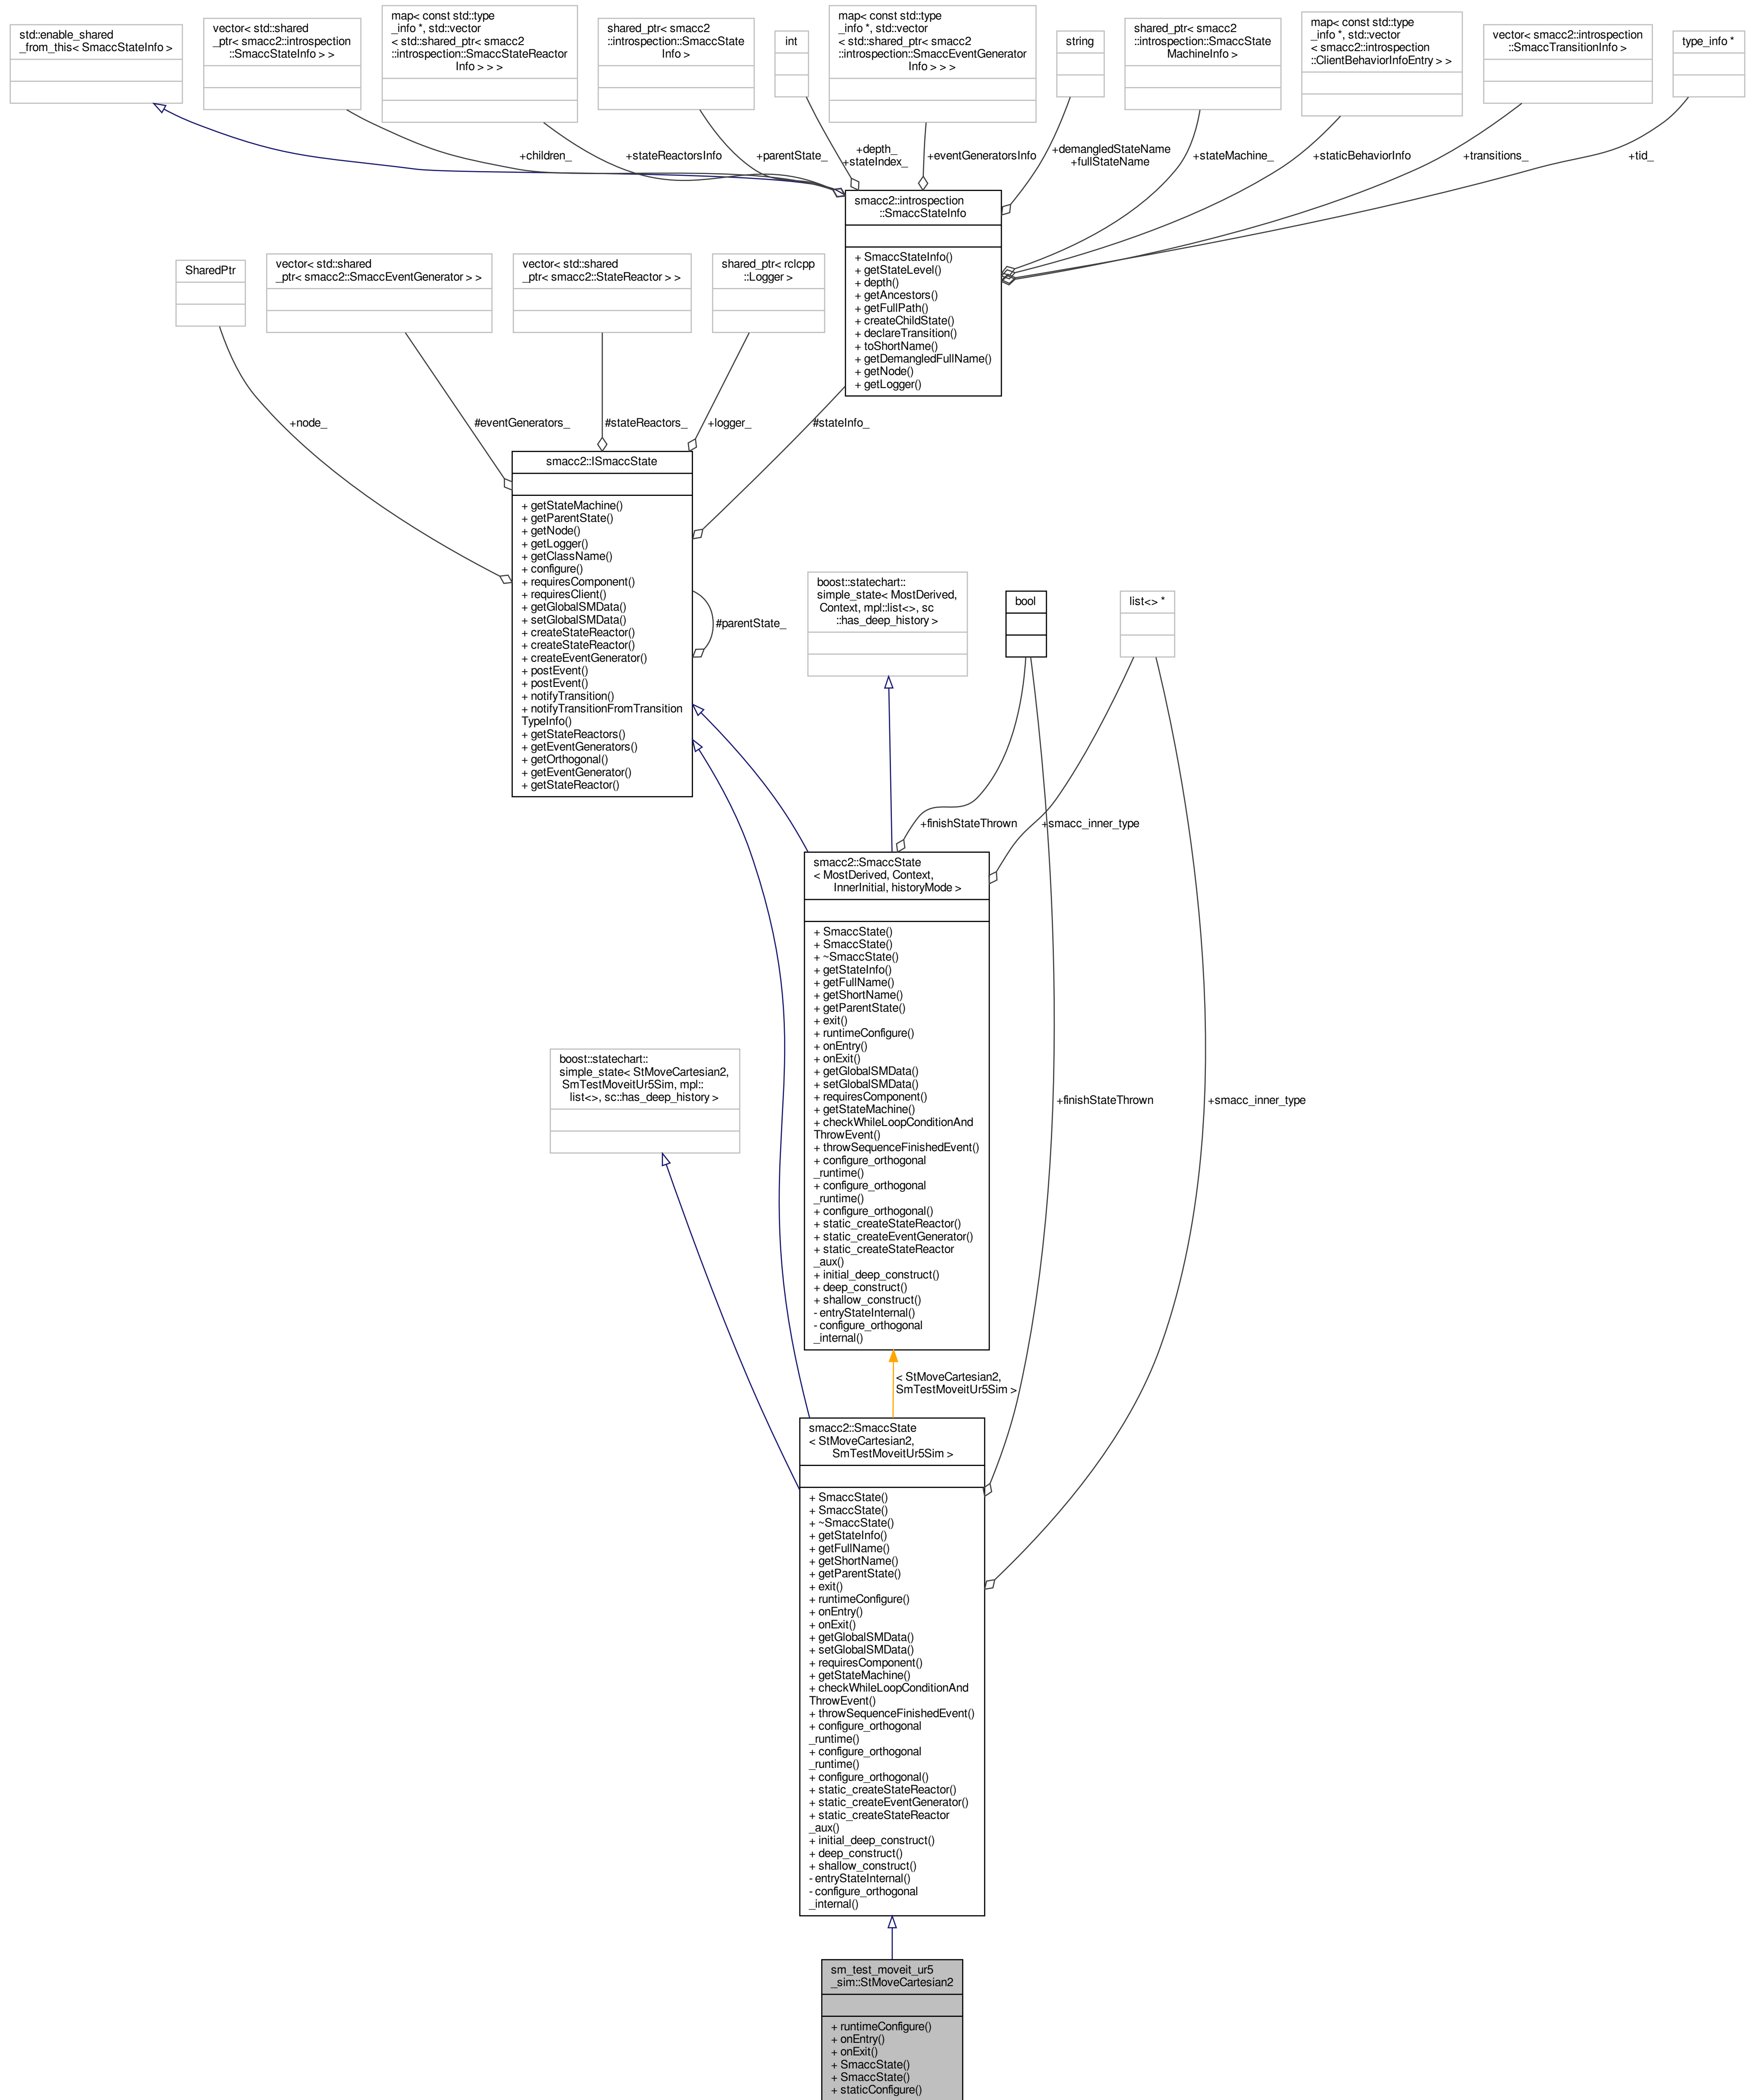 std::enable_shared
_from_this< SmaccStateInfo >
vector< std::shared
_ptr< smacc2::introspection
::SmaccStateInfo > >
map< const std::type
_info *, std::vector
< std::shared_ptr< smacc2
::introspection::SmaccStateReactor
Info > > >
shared_ptr< smacc2
::introspection::SmaccState
Info >
int
map< const std::type
_info *, std::vector
< std::shared_ptr< smacc2
::introspection::SmaccEventGenerator
Info > > >
string
shared_ptr< smacc2
::introspection::SmaccState
MachineInfo >
map< const std::type
_info *, std::vector
< smacc2::introspection
::ClientBehaviorInfoEntry > >
vector< smacc2::introspection
::SmaccTransitionInfo >
type_info *
+children_
+stateReactorsInfo
+parentState_
+depth_
+stateIndex_
+eventGeneratorsInfo
+demangledStateName
+fullStateName
+stateMachine_
+staticBehaviorInfo
+transitions_
+tid_
smacc2::introspection
::SmaccStateInfo
+ SmaccStateInfo()
+ getStateLevel()
+ depth()
+ getAncestors()
+ getFullPath()
+ createChildState()
+ declareTransition()
+ toShortName()
+ getDemangledFullName()
+ getNode()
+ getLogger()
SharedPtr
vector< std::shared
_ptr< smacc2::SmaccEventGenerator > >
vector< std::shared
_ptr< smacc2::StateReactor > >
shared_ptr< rclcpp
::Logger >
+node_
#eventGenerators_
#stateReactors_
+logger_
#stateInfo_
smacc2::ISmaccState
+ getStateMachine()
+ getParentState()
+ getNode()
+ getLogger()
+ getClassName()
+ configure()
+ requiresComponent()
+ requiresClient()
+ getGlobalSMData()
+ setGlobalSMData()
+ createStateReactor()
+ createStateReactor()
+ createEventGenerator()
+ postEvent()
+ postEvent()
+ notifyTransition()
+ notifyTransitionFromTransition
TypeInfo()
+ getStateReactors()
+ getEventGenerators()
+ getOrthogonal()
+ getEventGenerator()
+ getStateReactor()
#parentState_
boost::statechart::
simple_state< MostDerived,
Context, mpl::list<>, sc
::has_deep_history >
bool
list<> *
+finishStateThrown
+smacc_inner_type
smacc2::SmaccState
< MostDerived, Context,
InnerInitial, historyMode >
+ SmaccState()
+ SmaccState()
+ ~SmaccState()
+ getStateInfo()
+ getFullName()
+ getShortName()
+ getParentState()
+ exit()
+ runtimeConfigure()
+ onEntry()
+ onExit()
+ getGlobalSMData()
+ setGlobalSMData()
+ requiresComponent()
+ getStateMachine()
+ checkWhileLoopConditionAnd
ThrowEvent()
+ throwSequenceFinishedEvent()
+ configure_orthogonal
_runtime()
+ configure_orthogonal
_runtime()
+ configure_orthogonal()
+ static_createStateReactor()
+ static_createEventGenerator()
+ static_createStateReactor
_aux()
+ initial_deep_construct()
+ deep_construct()
+ shallow_construct()
- entryStateInternal()
- configure_orthogonal
_internal()
boost::statechart::
simple_state< StMoveCartesian2,
SmTestMoveitUr5Sim, mpl::
list<>, sc::has_deep_history >
+finishStateThrown
+smacc_inner_type
< StMoveCartesian2,
SmTestMoveitUr5Sim >
smacc2::SmaccState
< StMoveCartesian2,
SmTestMoveitUr5Sim >
+ SmaccState()
+ SmaccState()
+ ~SmaccState()
+ getStateInfo()
+ getFullName()
+ getShortName()
+ getParentState()
+ exit()
+ runtimeConfigure()
+ onEntry()
+ onExit()
+ getGlobalSMData()
+ setGlobalSMData()
+ requiresComponent()
+ getStateMachine()
+ checkWhileLoopConditionAnd
ThrowEvent()
+ throwSequenceFinishedEvent()
+ configure_orthogonal
_runtime()
+ configure_orthogonal
_runtime()
+ configure_orthogonal()
+ static_createStateReactor()
+ static_createEventGenerator()
+ static_createStateReactor
_aux()
+ initial_deep_construct()
+ deep_construct()
+ shallow_construct()
- entryStateInternal()
- configure_orthogonal
_internal()
sm_test_moveit_ur5
_sim::StMoveCartesian2
+ runtimeConfigure()
+ onEntry()
+ onExit()
+ SmaccState()
+ SmaccState()
+ staticConfigure()